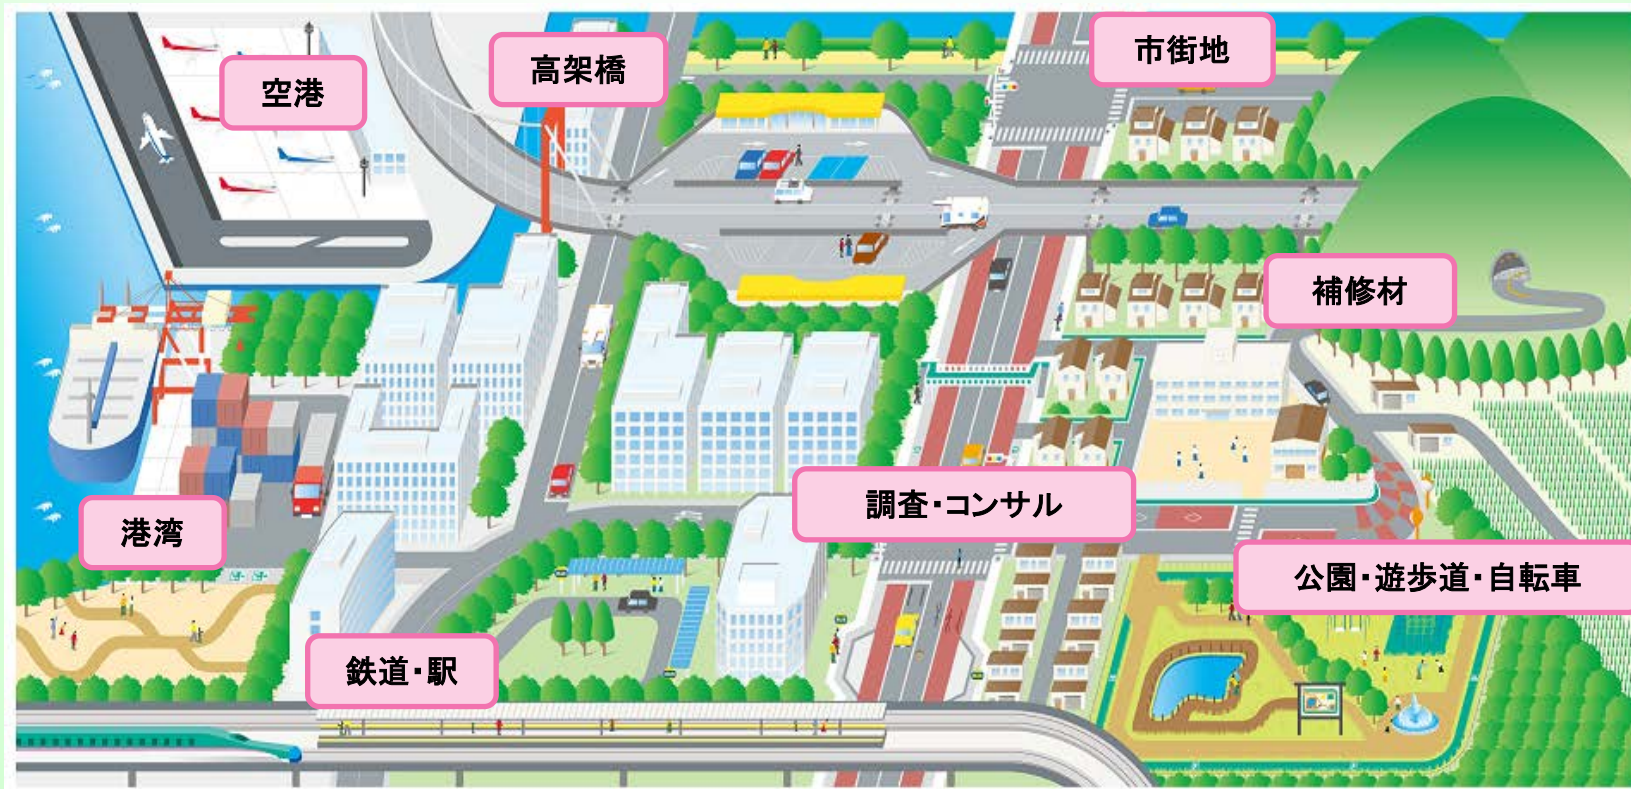 市街地
高架橋
空港
補修材
調査・コンサル
港湾
公園・遊歩道・自転車
鉄道・駅